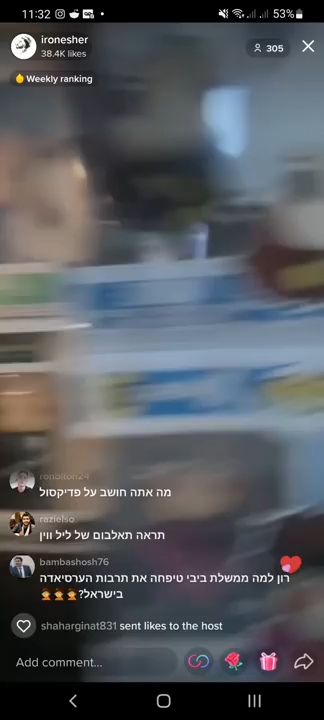 11:32
53%
ironesher
38.4K likes
305
Weekly ranking
ronbiton24
מה אתה חושב על פדיקסול
razielso
תראה תאלבום של ליל ווין
bambashosh76
רון למה ממשלת ביבי טיפחה את תרבות הערסיאדה
בישראל?
shaharginat831 sent likes to the host
Add comment...